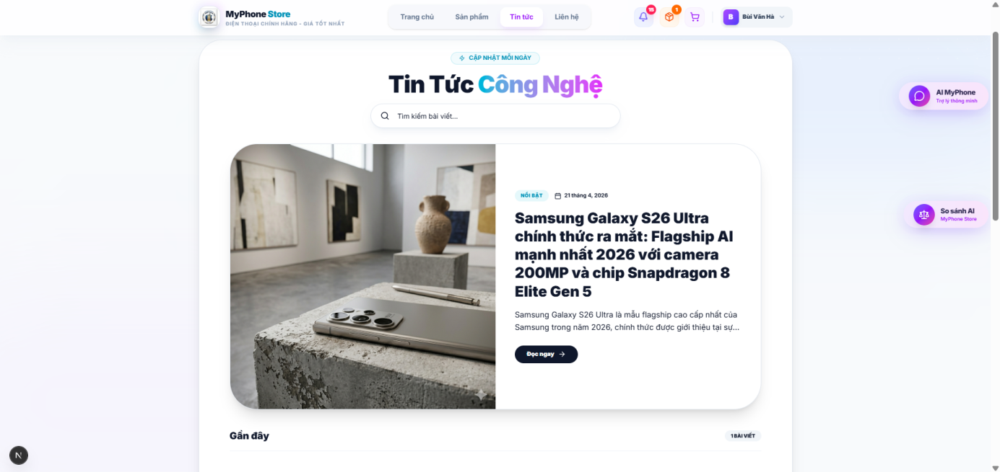 MyPhone Store
ĐIỆN THOẠI CHÍNH HÃNG - GIÁ TỐT NHẤT
Trang chủ
Sản phẩm
Tin tức
Liên hệ
15
1
B
Bùi Văn Hà
CẬP NHẬT MỖI NGÀY
Tin Tức Công Nghệ
Tìm kiếm bài viết...
AI MyPhone
Trợ lý thông minh
NỔI BẬT
21 tháng 4, 2026
Samsung Galaxy S26 Ultra
chính thức ra mắt: Flagship AI
mạnh nhất 2026 với camera
200MP và chip Snapdragon 8
Elite Gen 5
Samsung Galaxy S26 Ultra là mẫu flagship cao cấp nhất của
Samsung trong năm 2026, chính thức được giới thiệu tại sự...
Đọc ngay
So sánh AI
MyPhone Store
Gần đây
1 BÀI VIẾT
N